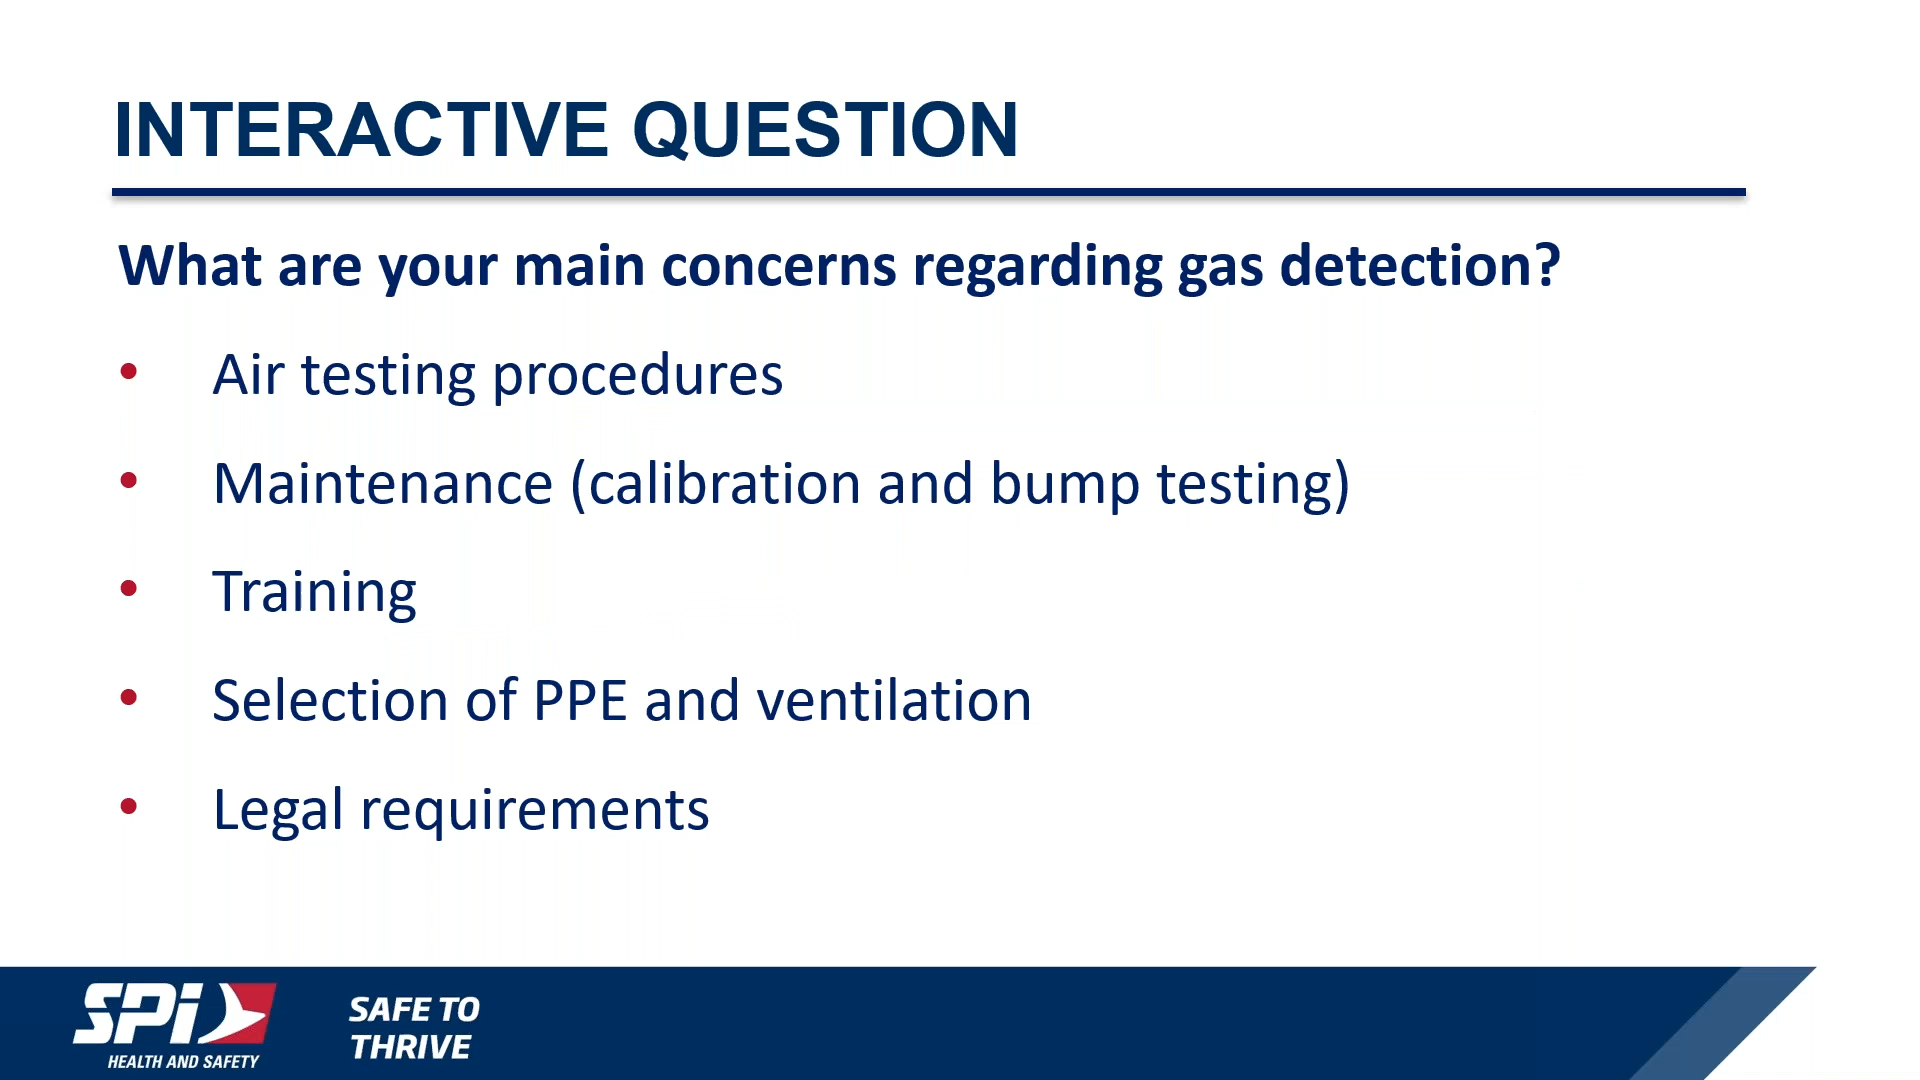 INTERACTIVE QUESTION
What are your main concerns regarding gas detection?
• Air testing procedures
• Maintenance (calibration and bump testing)
• Training
• Selection of PPE and ventilation
• Legal requirements
SPi
HEALTH AND SAFETY
SAFE TO
THRIVE